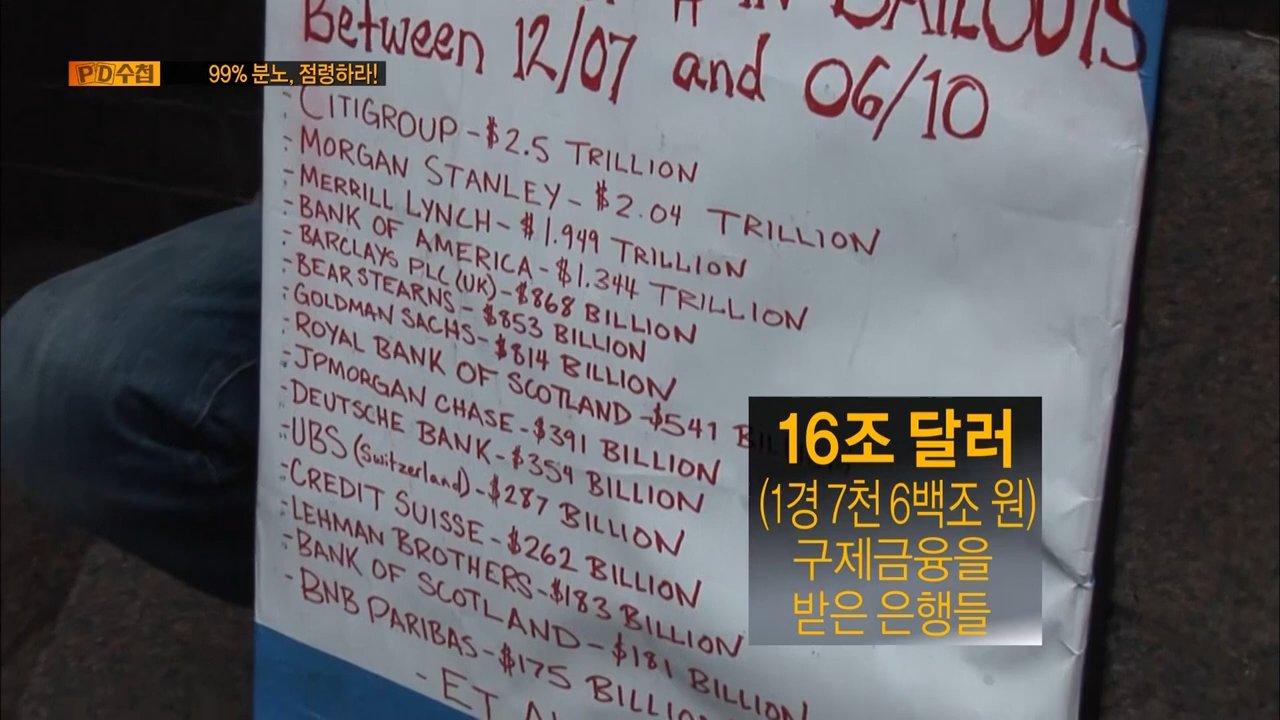 PD수첩 99% 분노, 점령하라!
IN BAILOUTS
Between 12/07 and 06/10
- CITIGROUP - $2.5 TRILLION
- MORGAN STANLEY - $2.04 TRILLION
- MERRILL LYNCH - $1.949 TRILLION
- BANK OF AMERICA - $1.344 TRILLION
- BARCLAYS PLC (UK) - $868 BILLION
- BEAR STEARNS - $853 BILLION
- GOLDMAN SACHS - $814 BILLION
- ROYAL BANK OF SCOTLAND - $541
- JPMORGAN CHASE - $391 BILLION
- DEUTSCHE BANK - $354 BILLION
- UBS (Switzerland) - $287 BILLION
- CREDIT SUISSE - $262 BILLION
- LEHMAN BROTHERS - $183 BILLION
- BANK OF SCOTLAND - $181 BILLION
- BNB PARIBAS - $175 BILLION
- ET
16조 달러
(1경 7천 6백조 원)
구제금융을
받은 은행들